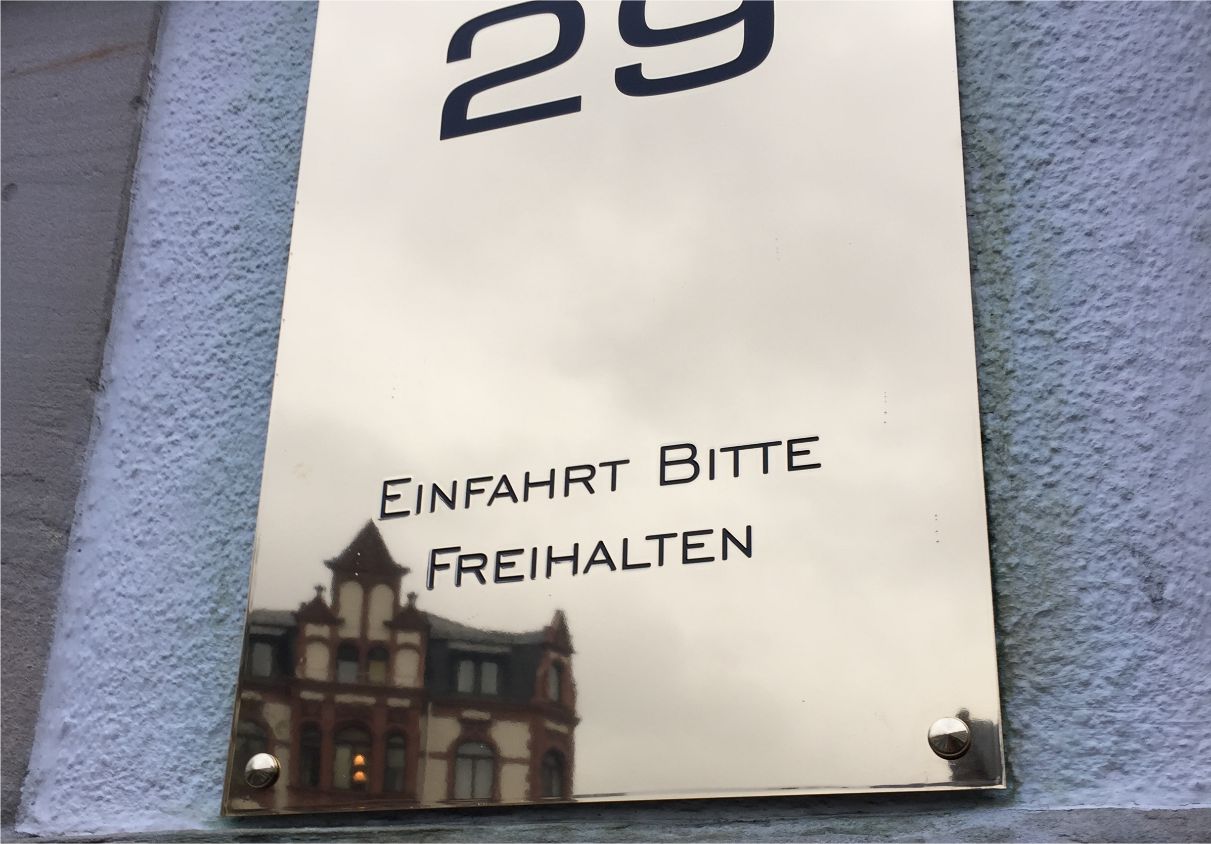 29
Einfahrt Bitte
Freihalten